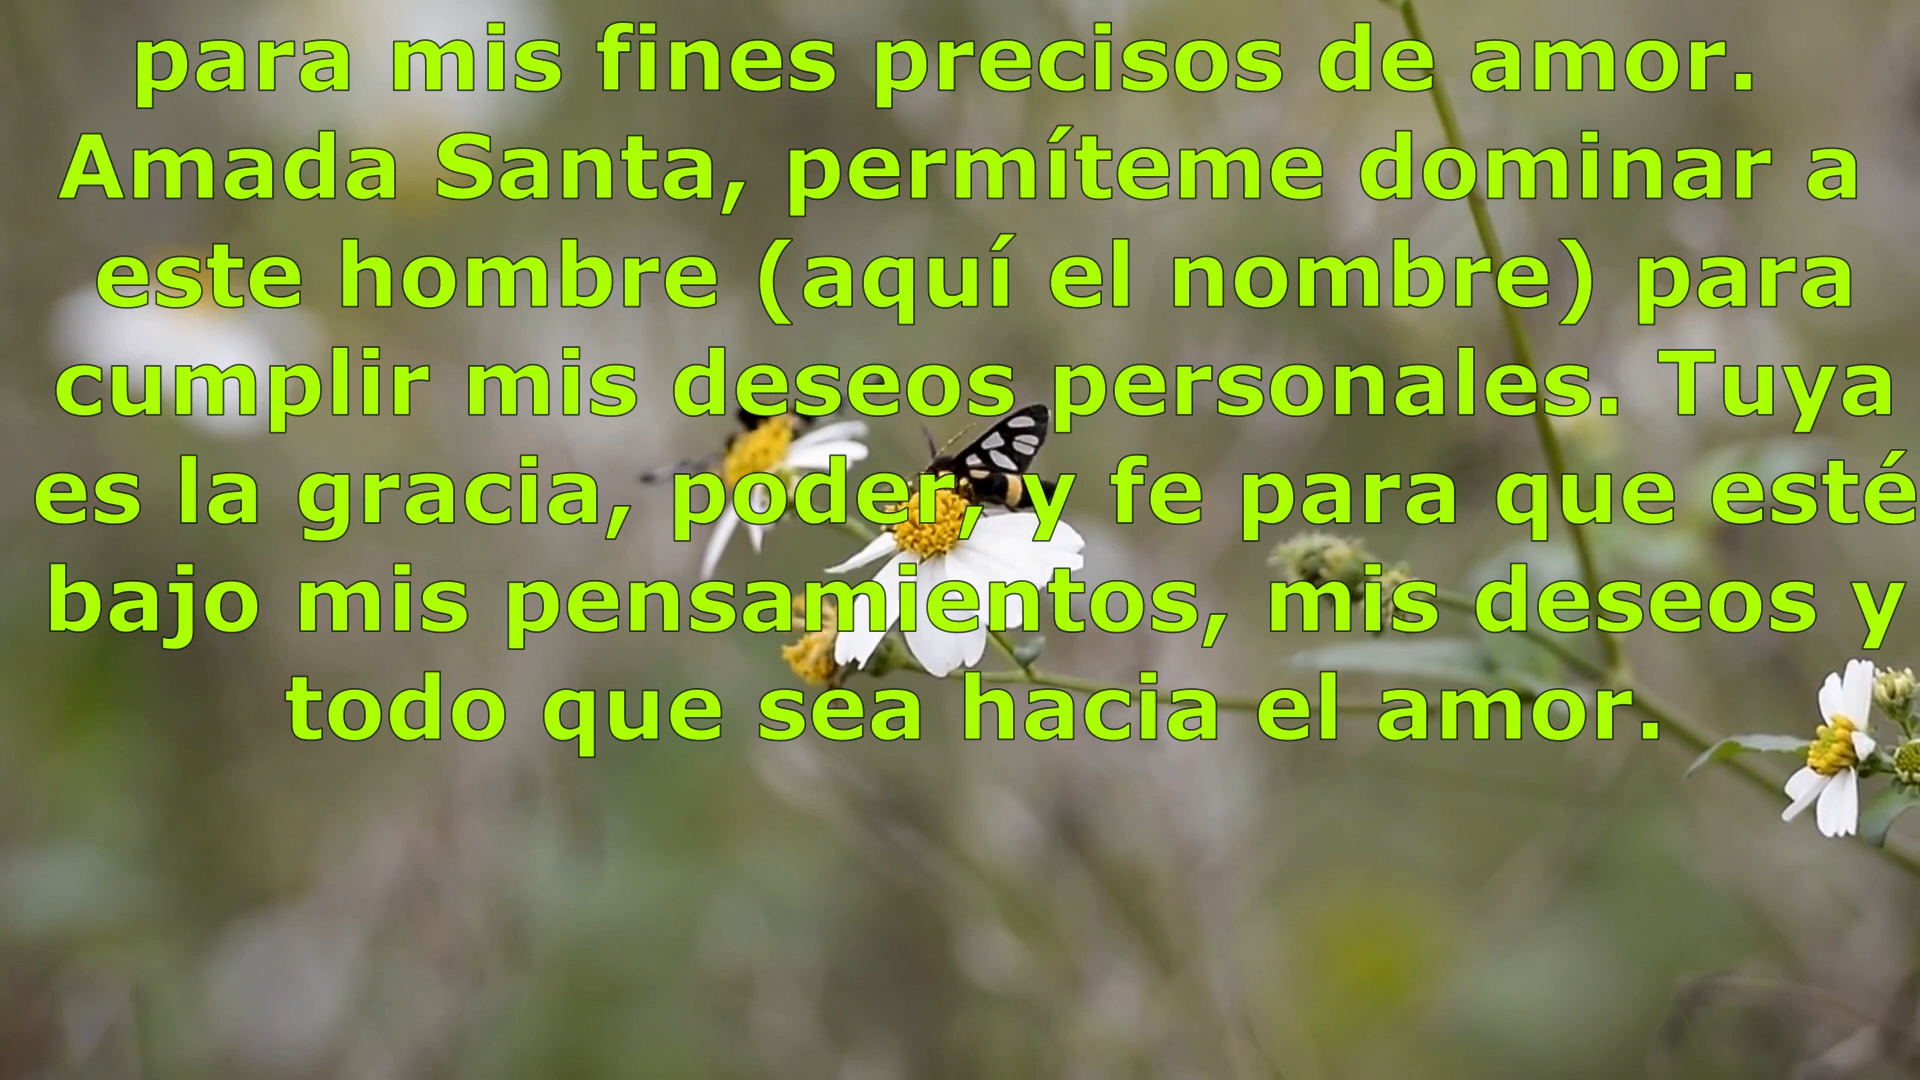 para mis fines precisos de amor.
Amada Santa, permíteme dominar a
este hombre (aquí el nombre) para
cumplir mis deseos personales. Tuya
es la gracia, poder, y fe para que esté
bajo mis pensamientos, mis deseos y
todo que sea hacia el amor.